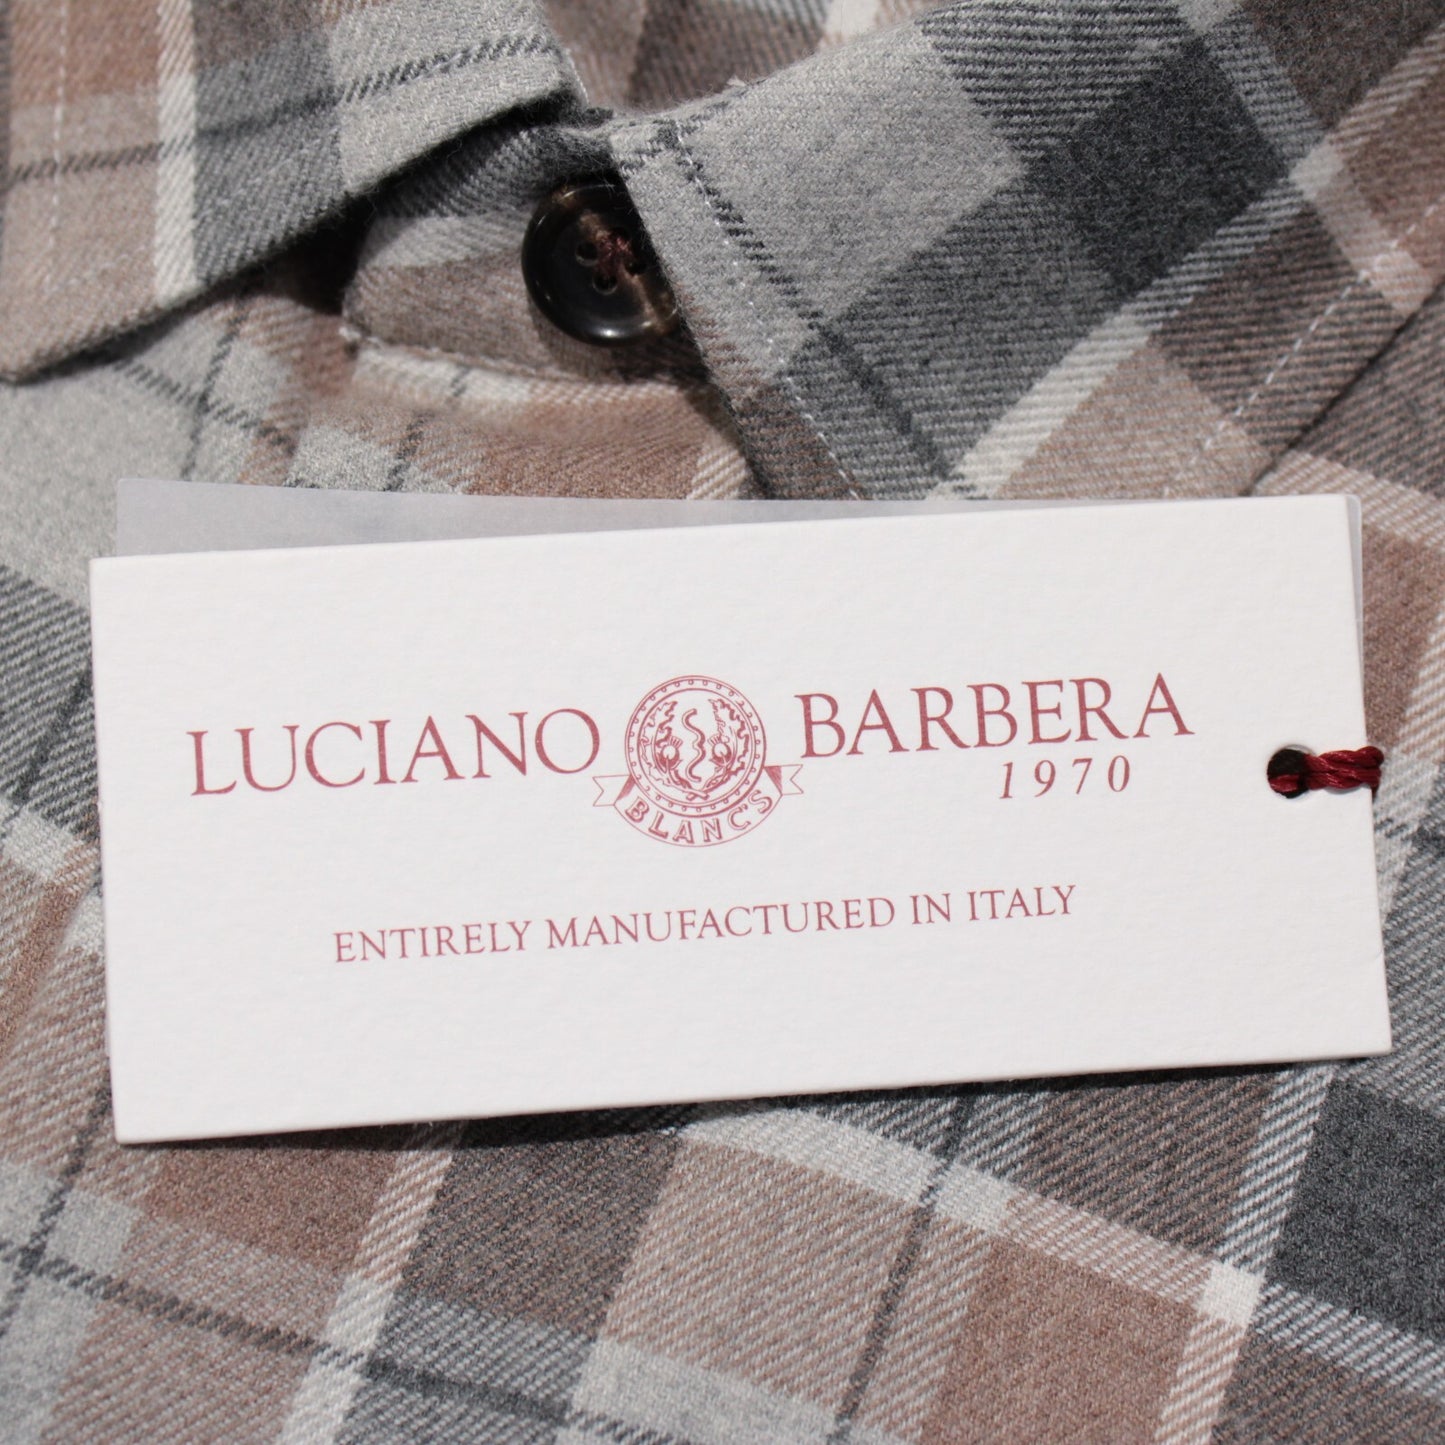 LUCIANO BARBERA
1970
BLANC'S
ENTIRELY MANUFACTURED IN ITALY